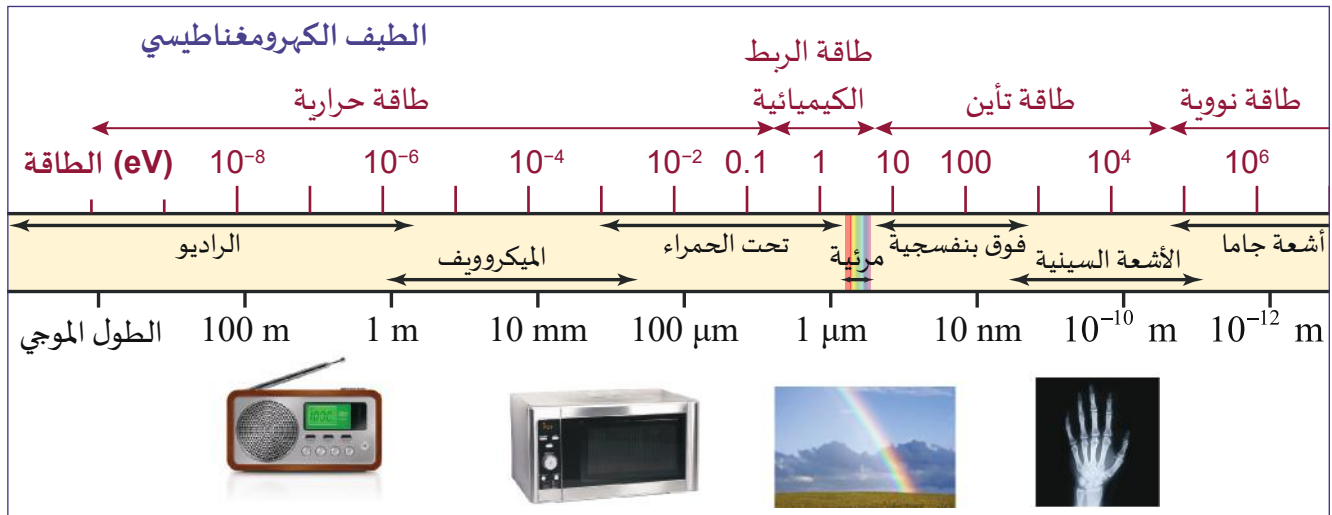 الطيف الكهرومغناطيسي
طاقة حرارية
طاقة الربط
الكيميائية
طاقة تأين
طاقة نووية
الطاقة (eV) 10⁻⁸ 10⁻⁶ 10⁻⁴ 10⁻² 0.1 1 10 100 10⁴ 10⁶
الراديو
الميكروويف
تحت الحمراء
مرئية
فوق بنفسجية
الأشعة السينية
أشعة جاما
الطول الموجي 100 m 1 m 10 mm 100 µm 1 µm 10 nm 10⁻¹⁰ m 10⁻¹² m